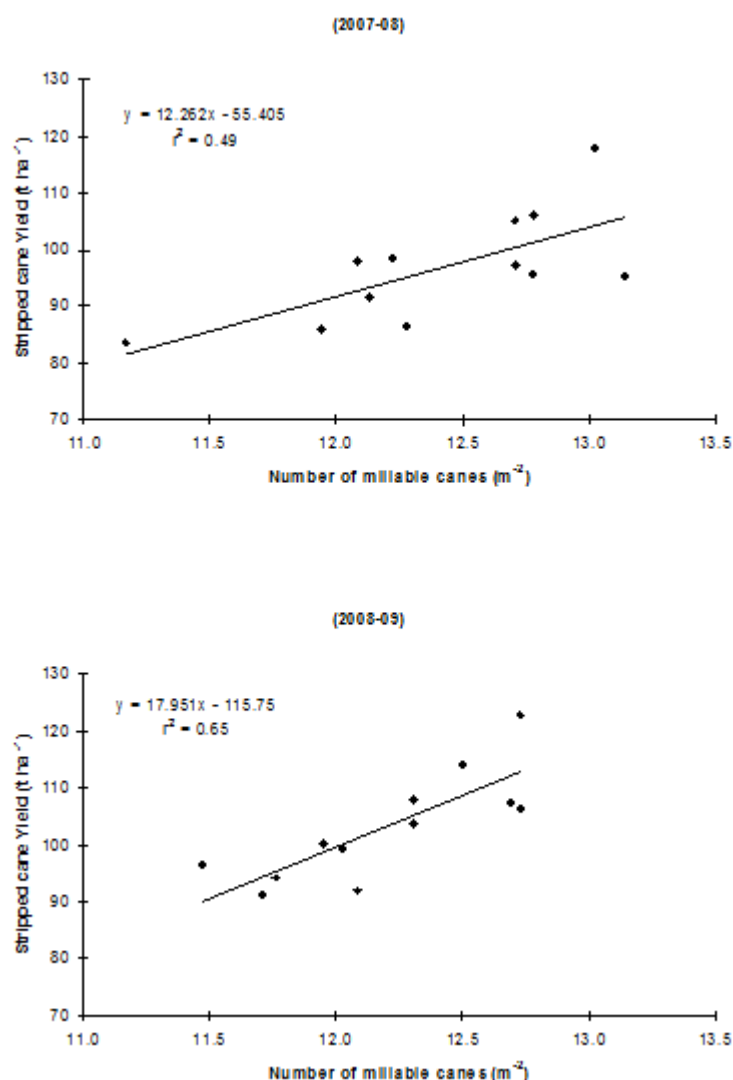 (2007-08)
130
y = 12.262x - 55.405
r² = 0.49
120
110
100
90
80
70
Stripped cane Yield (t ha⁻¹)
11.0 11.5 12.0 12.5 13.0 13.5
Number of millable canes (m⁻²)
(2008-09)
130
y = 17.951x - 115.75
r² = 0.65
120
110
100
90
80
70
Stripped cane Yield (t ha⁻¹)
11.0 11.5 12.0 12.5 13.0 13.5
Number of millable canes (m⁻²)